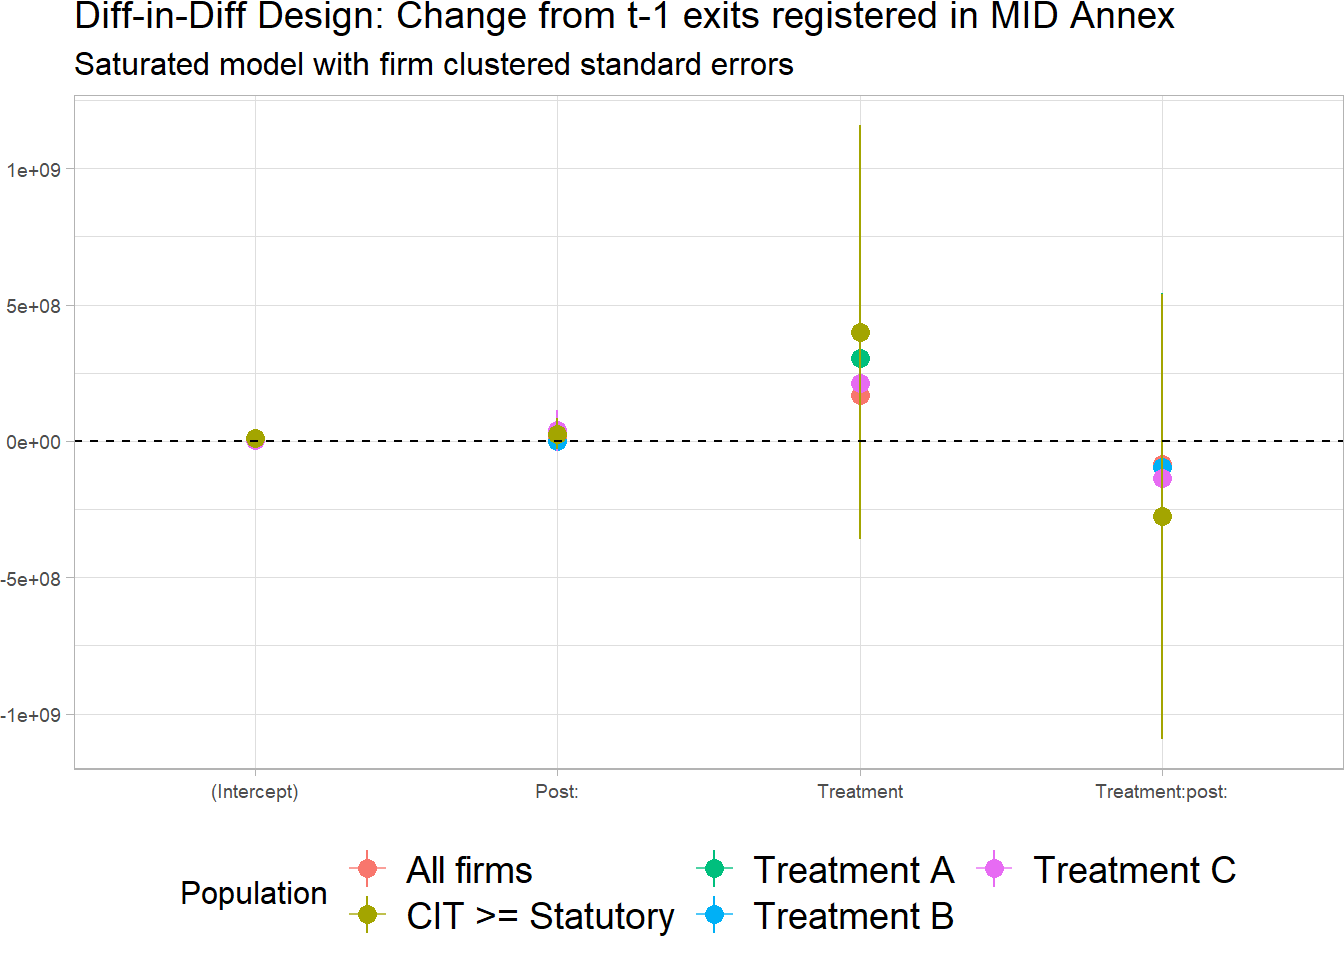 Diff-in-Diff Design: Change from t-1 exits registered in MID Annex
Saturated model with firm clustered standard errors
1e+09
5e+08
0e+00
-5e+08
-1e+09
(Intercept) Post: Treatment Treatment:post:
Population
All firms Treatment A Treatment C
CIT >= Statutory Treatment B